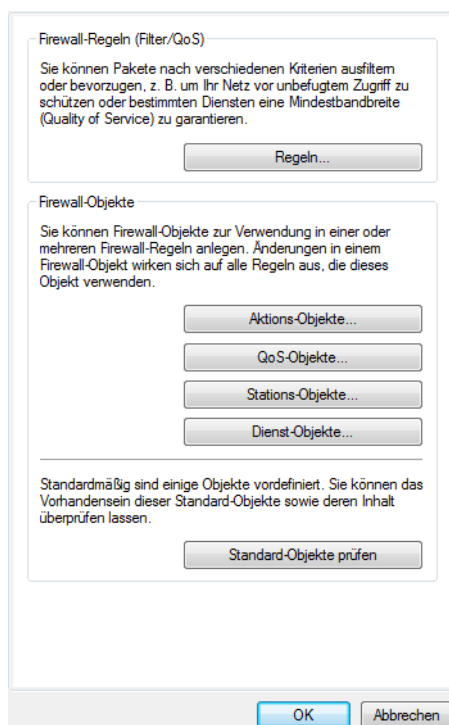 Firewall-Regeln (Filter/QoS)
Sie können Pakete nach verschiedenen Kriterien ausfiltern
oder bevorzugen, z. B. um Ihr Netz vor unbefugtem Zugriff zu
schützen oder bestimmten Diensten eine Mindestbandbreite
(Quality of Service) zu garantieren.
Regeln...
Firewall-Objekte
Sie können Firewall-Objekte zur Verwendung in einer oder
mehreren Firewall-Regeln anlegen. Änderungen in einem
Firewall-Objekt wirken sich auf alle Regeln aus, die dieses
Objekt verwenden.
Aktions-Objekte...
QoS-Objekte...
Stations-Objekte...
Dienst-Objekte...
Standardmäßig sind einige Objekte vordefiniert. Sie können das
Vorhandensein dieser Standard-Objekte sowie deren Inhalt
überprüfen lassen.
Standard-Objekte prüfen
OK
Abbrechen